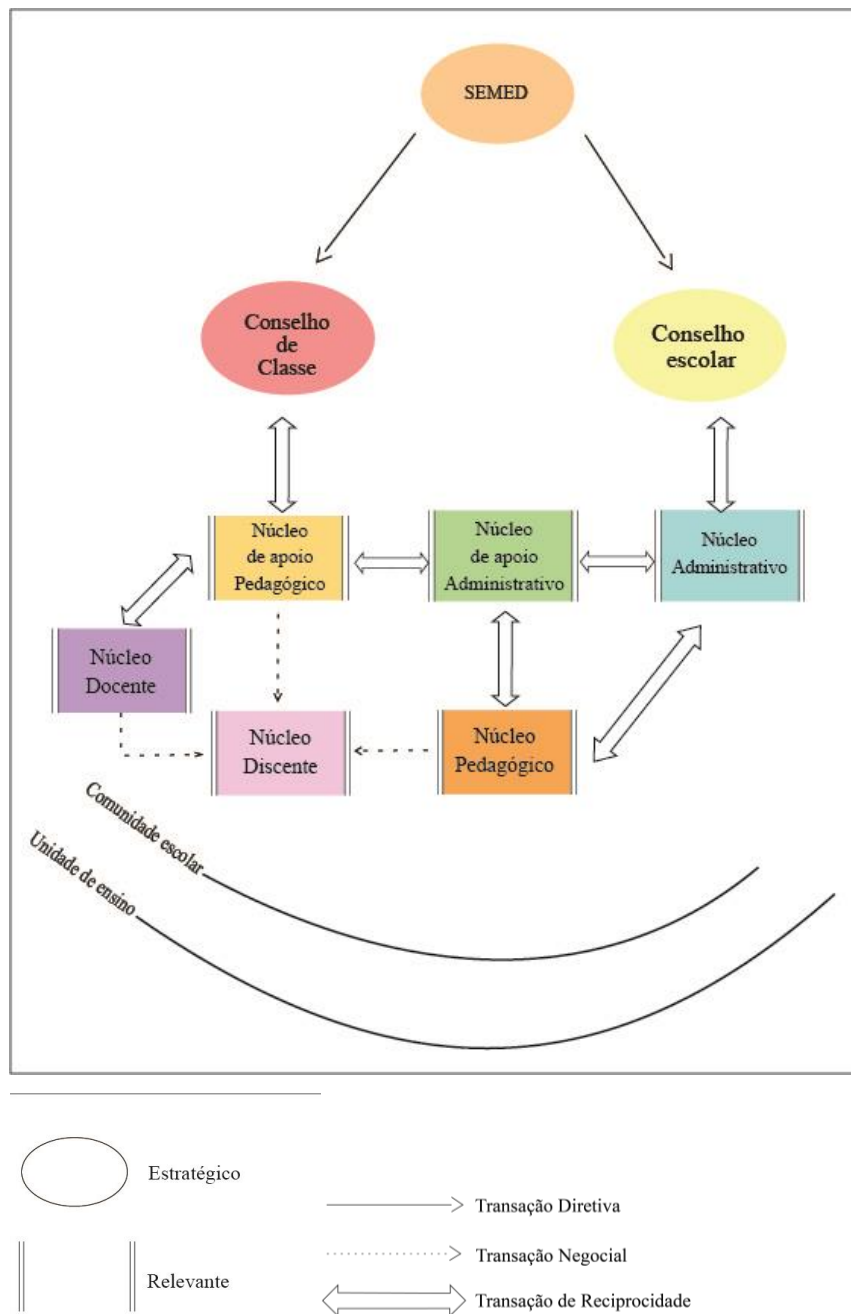 SEMED
Conselho
de
Classe
Conselho
escolar
Núcleo
de apoio
Pedagógico
Núcleo
de apoio
Administrativo
Núcleo
Administrativo
Núcleo
Docente
Núcleo
Discente
Núcleo
Pedagógico
Comunidade escolar
Unidade de ensino
Estratégico
Transação Diretiva
Transação Negocial
Relevante
Transação de Reciprocidade